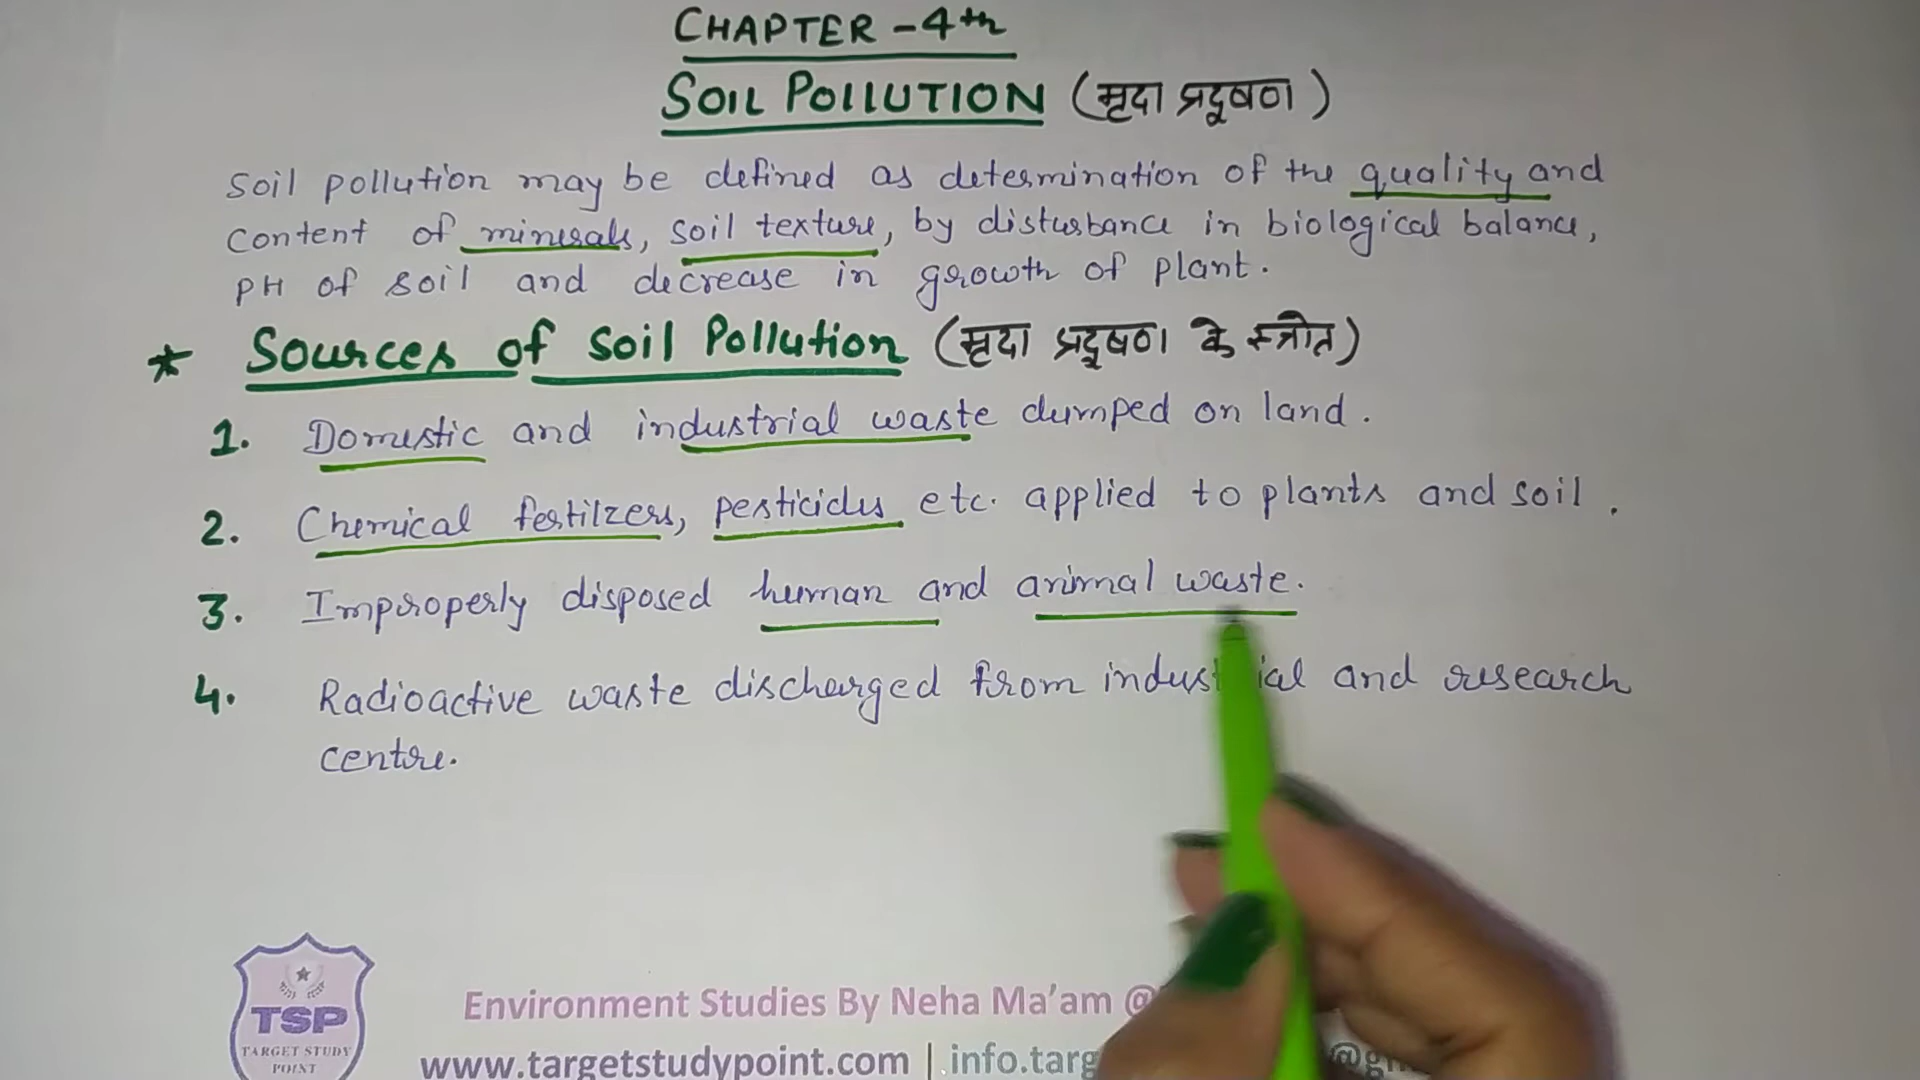 CHAPTER - 4th
SOIL POLLUTION (मृदा प्रदूषण)
Soil pollution may be defined as determination of the quality and
content of minerals, soil texture, by disturbance in biological balance,
PH of soil and decrease in growth of plant.
* Sources of Soil Pollution (मृदा प्रदूषण के स्त्रोत)
1. Domestic and industrial waste dumped on land.
2. Chemical fertilzers, pesticides etc. applied to plants and soil.
3. Improperly disposed human and animal waste.
4. Radioactive waste discharged from industrial and research
centre.
TSP
TARGET STUDY
POINT
Environment Studies By Neha Ma'am @
www.targetstudypoint.com | info.targ @g